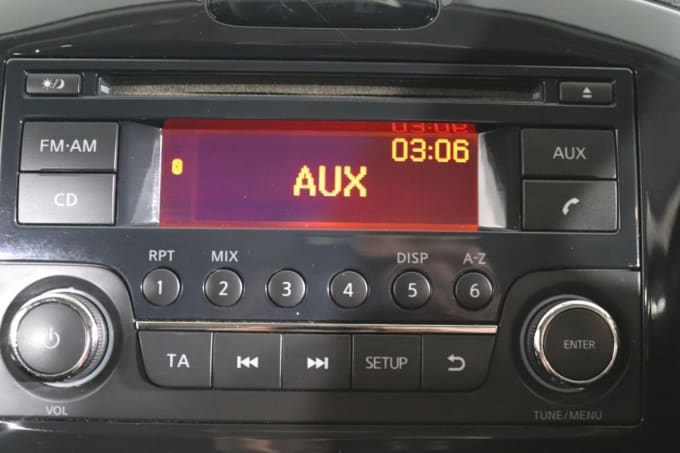 03:06
FM·AM
AUX
AUX
CD
RPT
MIX
DISP
A-Z
1
2
3
4
5
6
TA
SETUP
ENTER
VOL
TUNE/MENU